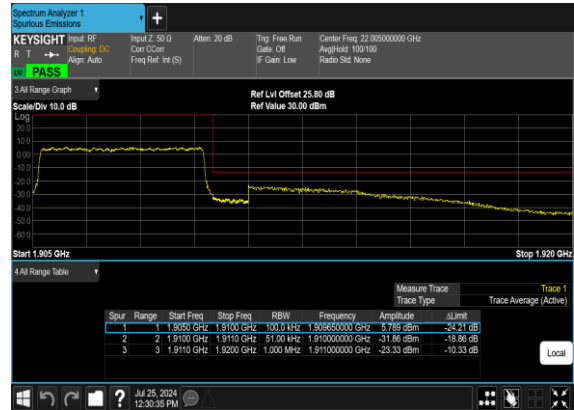 Spectrum Analyzer 1
Spurious Emissions
KEYSIGHT Input: RF Input Z: 50 Ω Atten: 20 dB Trig: Free Run Center Freq: 22.005000000 GHz
R T Coupling: DC Corr CCorr Gate: Off Avg|Hold: 100/100
Align: Auto Freq Ref: Int (S) IF Gain: Low Radio Std: None
PASS
3 All Range Graph
Ref Lvl Offset 25.80 dB
Scale/Div 10.0 dB Ref Value 30.00 dBm
Log
20.0
10.0
0.00
-10.0
-20.0
-30.0
-40.0
-50.0
-60.0
Start 1.905 GHz Stop 1.920 GHz
4 All Range Table
Measure Trace Trace 1
Trace Type Trace Average (Active)
Spur Range Start Freq Stop Freq RBW Frequency Amplitude ΔLimit
1 1 1.9050 GHz 1.9100 GHz 100.0 kHz 1.909650000 GHz 5.789 dBm -24.21 dB
2 2 1.9100 GHz 1.9110 GHz 51.00 kHz 1.910000000 GHz -31.86 dBm -18.86 dB
3 3 1.9110 GHz 1.9200 GHz 1.000 MHz 1.911000000 GHz -23.33 dBm -10.33 dB
Local
Jul 25, 2024
12:30:35 PM